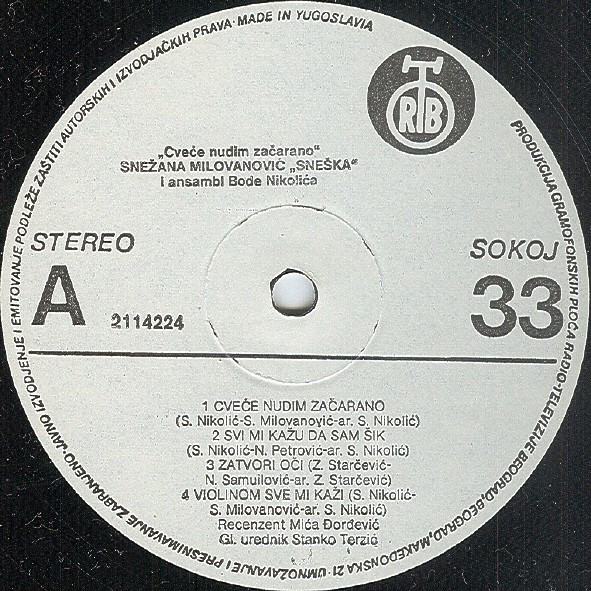 JAVNO IZVODJENJE I EMITOVANJE PODLEŽE ZAŠTITI AUTORSKIH I IZVODJAČKIH PRAVA · MADE IN YUGOSLAVIA
PRODUKCIJA GRAMOFONSKIH PLOČA RADIO-TELEVIZIJE BEOGRAD, BEOGRAD, MAKEDONSKA 21 · UMNOŽAVANJE I PRESNIMAVANJE ZABRANJENO ·
RTB
„Cveće nudim začarano"
SNEŽANA MILOVANOVIĆ „SNEŠKA"
i ansambl Bode Nikolića
STEREO
SOKOJ
A
2114224
33
1 CVEĆE NUDIM ZAČARANO
(S. Nikolić-S. Milovanović-ar. S. Nikolić)
2 SVI MI KAŽU DA SAM ŠIK
(S. Nikolić-N. Petrović-ar. S. Nikolić)
3 ZATVORI OČI (Z. Starčević-
N. Samuilović-ar. Z. Starčević)
4 VIOLINOM SVE MI KAŽI (S. Nikolić-
S. Milovanović-ar. S. Nikolić)
Recenzent Mića Đorđević
Gl. urednik Stanko Terzić